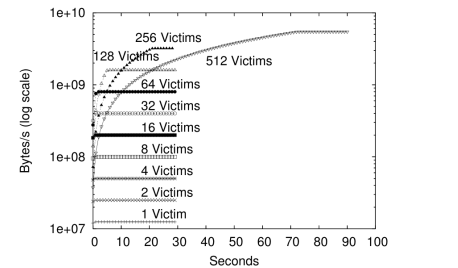 1e+10
256 Victims
128 Victims
512 Victims
1e+09
64 Victims
32 Victims
16 Victims
1e+08
8 Victims
4 Victims
2 Victims
1 Victim
1e+07
Bytes/s (log scale)
0 10 20 30 40 50 60 70 80 90 100
Seconds